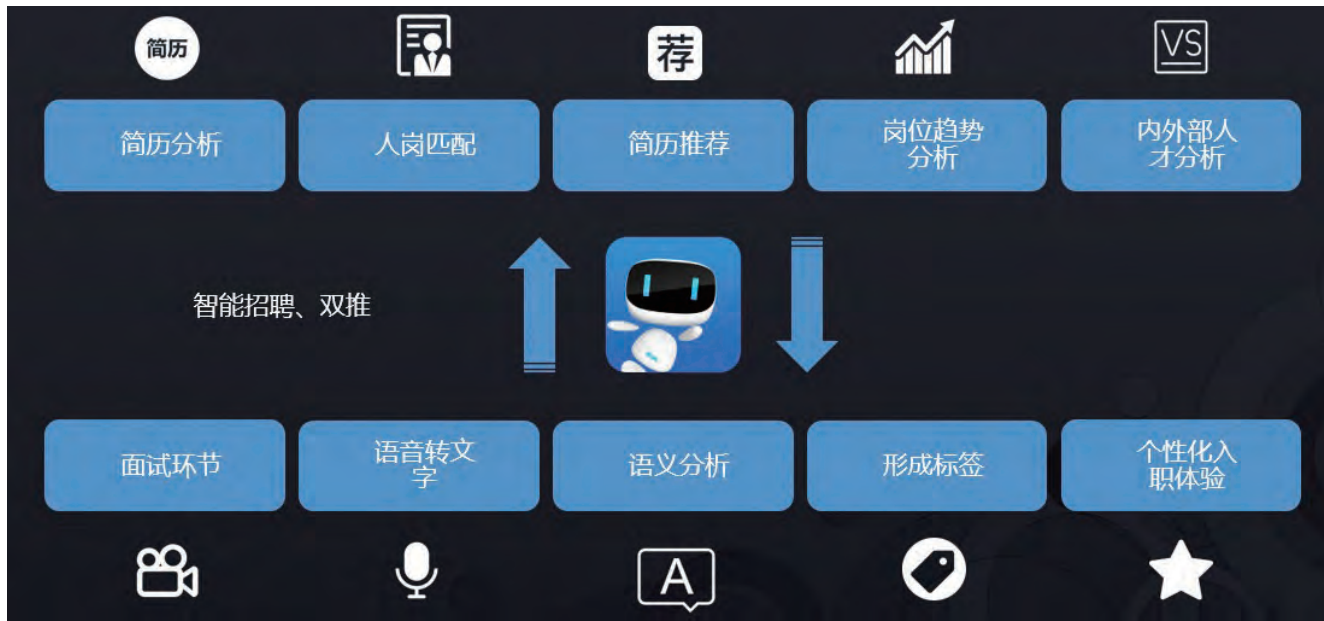 简历
荐
VS
简历分析
人岗匹配
简历推荐
岗位趋势
分析
内外部人
才分析
智能招聘、双推
面试环节
语音转文
字
语义分析
形成标签
个性化入
职体验
A